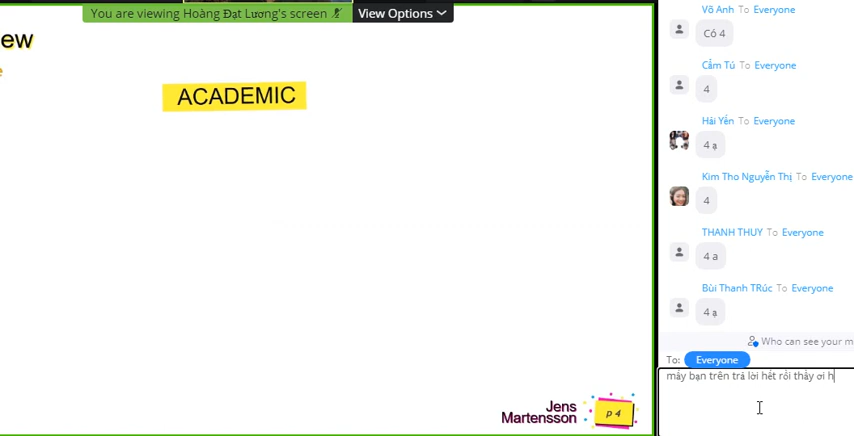 You are viewing Hoàng Đạt Lương's screen
View Options
ew
e
ACADEMIC
Jens
Martensson
p 4
Võ Anh To Everyone
Có 4
Cẩm Tú To Everyone
4
Hải Yến To Everyone
4 ạ
Kim Tho Nguyễn Thị To Everyone
4
THANH THUY To Everyone
4 a
Bùi Thanh TRúc To Everyone
4 ạ
Who can see your m
To: Everyone
mấy bạn trên trả lời hết rồi thầy ơi h